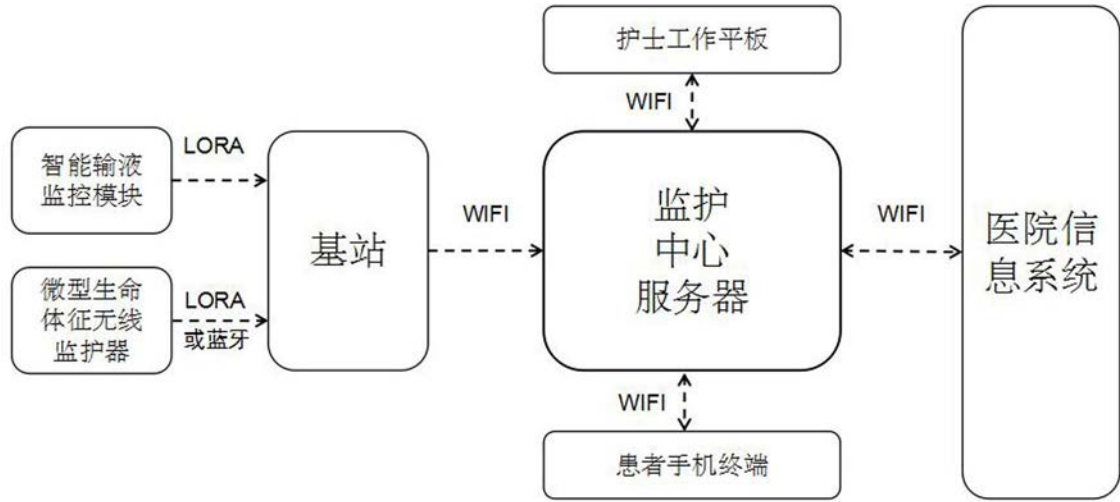 护士工作平板
WIFI
智能输液
监控模块
LORA
基站
WIFI
监护
中心
服务器
WIFI
医院信
息系统
微型生命
体征无线
监护器
LORA
或蓝牙
WIFI
患者手机终端